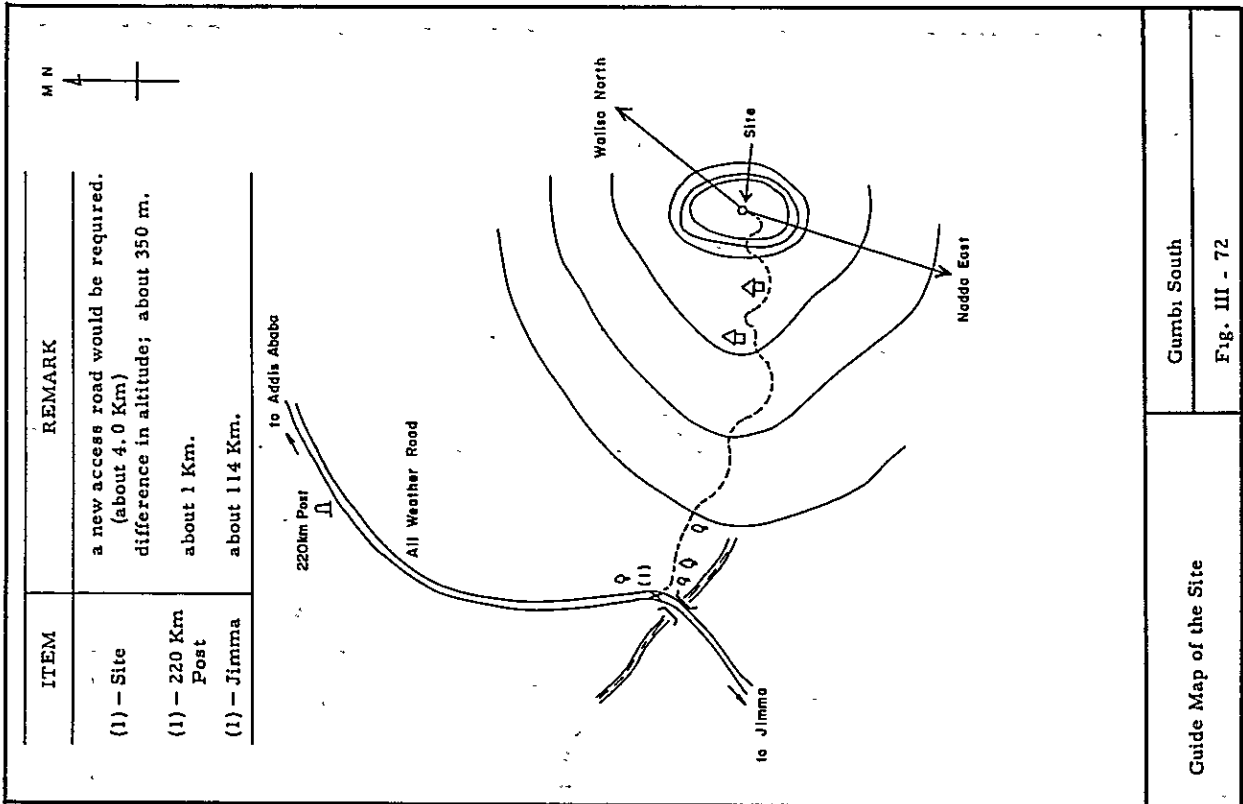 ITEM REMARK
(1) - Site a new access road would be required.
(about 4.0 Km)
difference in altitude; about 350 m.
(1) - 220 Km about 1 Km.
Post
(1) - Jimma about 114 Km.
M N
to Addis Ababa
220km Post
All Weather Road
(1)
to Jimma
Waliso North
Site
Nadda East
Guide Map of the Site
Gumbi South
Fig. III - 72